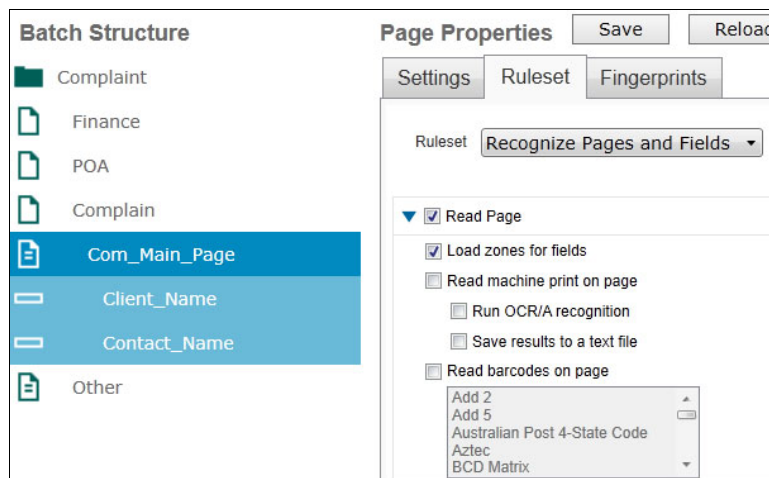 Batch Structure
Complaint
Finance
POA
Complain
Com_Main_Page
Client_Name
Contact_Name
Other
Page Properties Save Reload
Settings Ruleset Fingerprints
Ruleset Recognize Pages and Fields
Read Page
Load zones for fields
Read machine print on page
Run OCR/A recognition
Save results to a text file
Read barcodes on page
Add 2
Add 5
Australian Post 4-State Code
Aztec
BCD Matrix